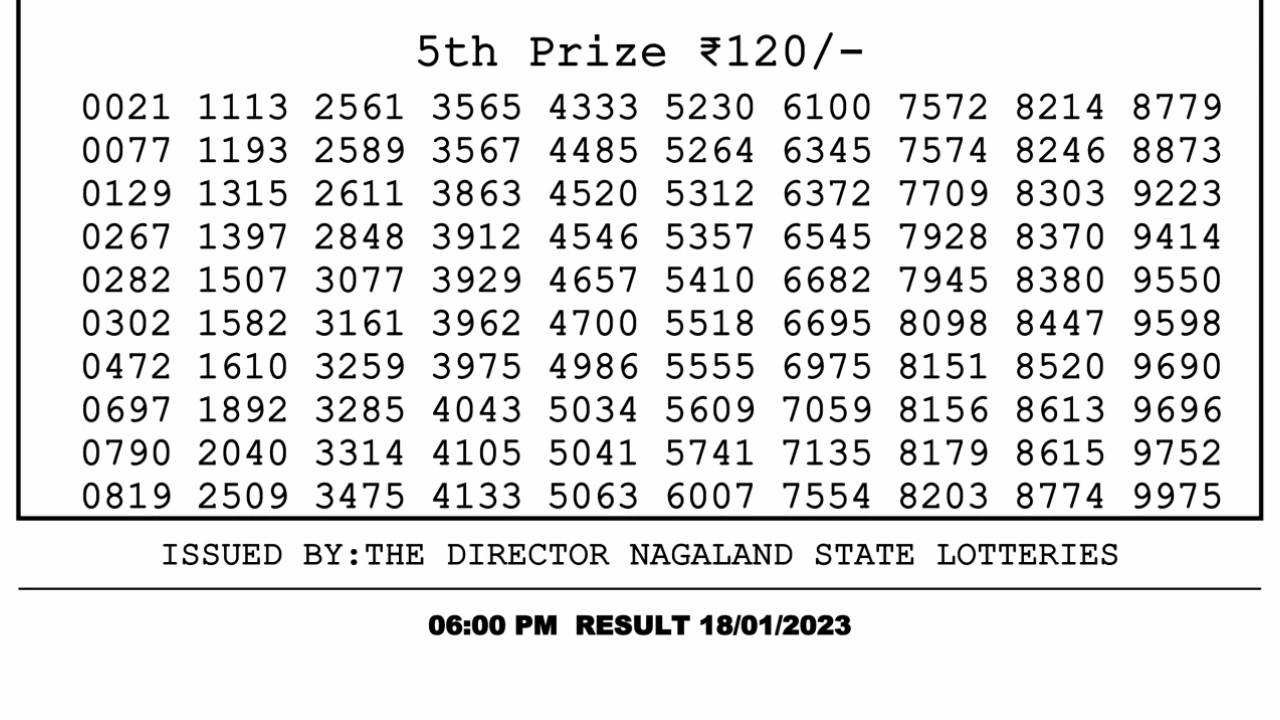 5th Prize ₹120/-
0021 1113 2561 3565 4333 5230 6100 7572 8214 8779
0077 1193 2589 3567 4485 5264 6345 7574 8246 8873
0129 1315 2611 3863 4520 5312 6372 7709 8303 9223
0267 1397 2848 3912 4546 5357 6545 7928 8370 9414
0282 1507 3077 3929 4657 5410 6682 7945 8380 9550
0302 1582 3161 3962 4700 5518 6695 8098 8447 9598
0472 1610 3259 3975 4986 5555 6975 8151 8520 9690
0697 1892 3285 4043 5034 5609 7059 8156 8613 9696
0790 2040 3314 4105 5041 5741 7135 8179 8615 9752
0819 2509 3475 4133 5063 6007 7554 8203 8774 9975
ISSUED BY:THE DIRECTOR NAGALAND STATE LOTTERIES
06:00 PM RESULT 18/01/2023